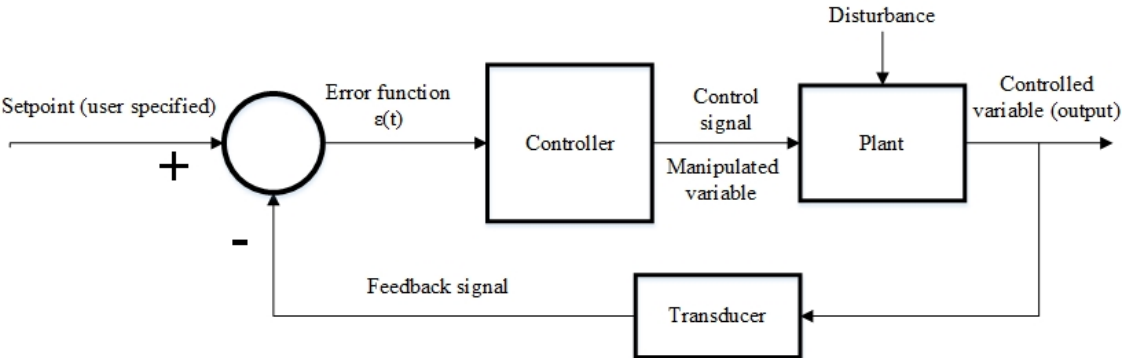 Disturbance
Setpoint (user specified)
+
-
Error function
ε(t)
Controller
Control
signal
Manipulated
variable
Plant
Controlled
variable (output)
Feedback signal
Transducer